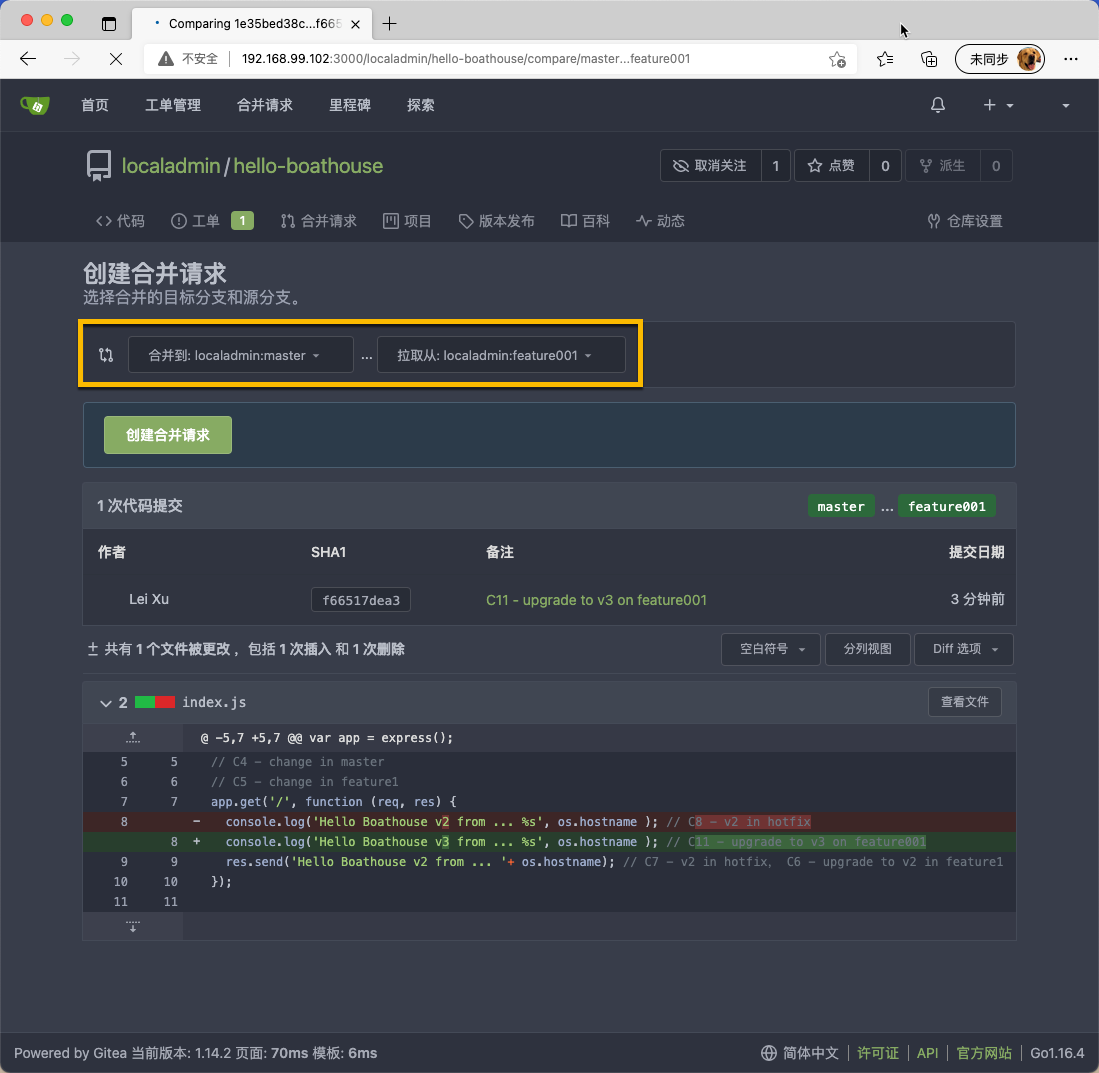 Comparing 1e35bed38c...f665
不安全 192.168.99.102:3000/localadmin/hello-boathouse/compare/master...feature001 未同步
首页 工单管理 合并请求 里程碑 探索
localadmin/hello-boathouse 取消关注 1 点赞 0 派生 0
代码 工单 1 合并请求 项目 版本发布 百科 动态 仓库设置
创建合并请求
选择合并的目标分支和源分支。
合并到: localadmin:master ... 拉取从: localadmin:feature001
创建合并请求
1 次代码提交 master ... feature001
作者 SHA1 备注 提交日期
Lei Xu f66517dea3 C11 - upgrade to v3 on feature001 3 分钟前
± 共有 1 个文件被更改 ，包括 1 次插入 和 1 次删除 空白符号 分列视图 Diff 选项
2 index.js 查看文件
@ -5,7 +5,7 @@ var app = express();
5 5 // C4 - change in master
6 6 // C5 - change in feature1
7 7 app.get('/', function (req, res) {
8 - console.log('Hello Boathouse v2 from ... %s', os.hostname ); // C8 - v2 in hotfix
8 + console.log('Hello Boathouse v3 from ... %s', os.hostname ); // C11 - upgrade to v3 on feature001
9 9 res.send('Hello Boathouse v2 from ... '+ os.hostname); // C7 - v2 in hotfix, C6 - upgrade to v2 in feature1
10 10 });
11 11
Powered by Gitea 当前版本: 1.14.2 页面: 70ms 模板: 6ms 简体中文 许可证 API 官方网站 Go1.16.4